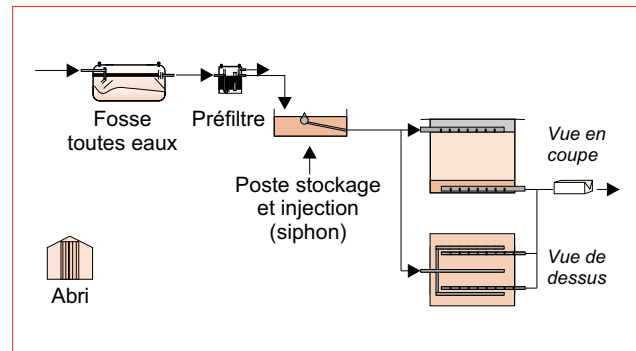 Fosse
toutes eaux
Préfiltre
Poste stockage
et injection
(siphon)
Vue en
coupe
Vue de
dessus
Abri